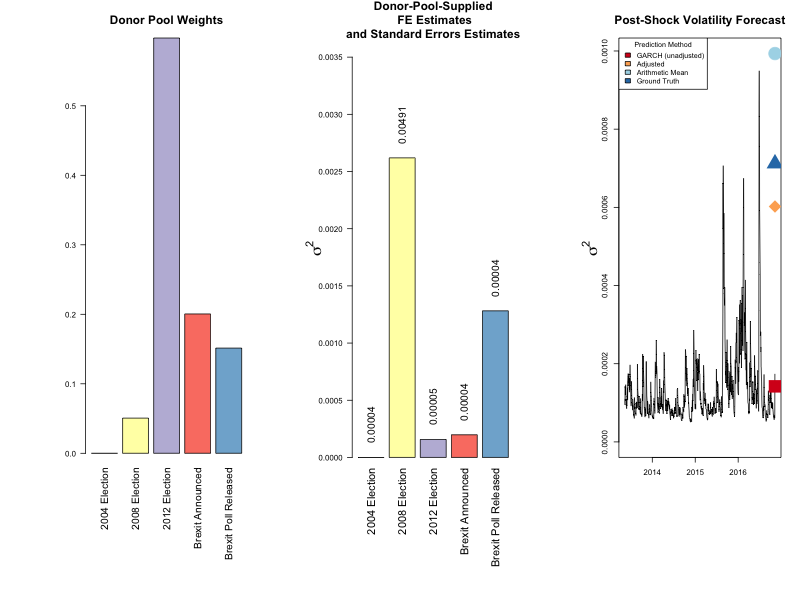 Donor Pool Weights
0.5
0.4
0.3
0.2
0.1
0.0
2004 Election
2008 Election
2012 Election
Brexit Announced
Brexit Poll Released
Donor-Pool-Supplied
FE Estimates
and Standard Errors Estimates
σ²
0.0035
0.0030
0.0025
0.0020
0.0015
0.0010
0.0005
0.0000
0.00004
0.00491
0.00005
0.00004
0.00004
2004 Election
2008 Election
2012 Election
Brexit Announced
Brexit Poll Released
Post-Shock Volatility Forecast
σ²
0.0010
0.0008
0.0006
0.0004
0.0002
0.0000
Prediction Method
GARCH (unadjusted)
Adjusted
Arithmetic Mean
Ground Truth
2014
2015
2016